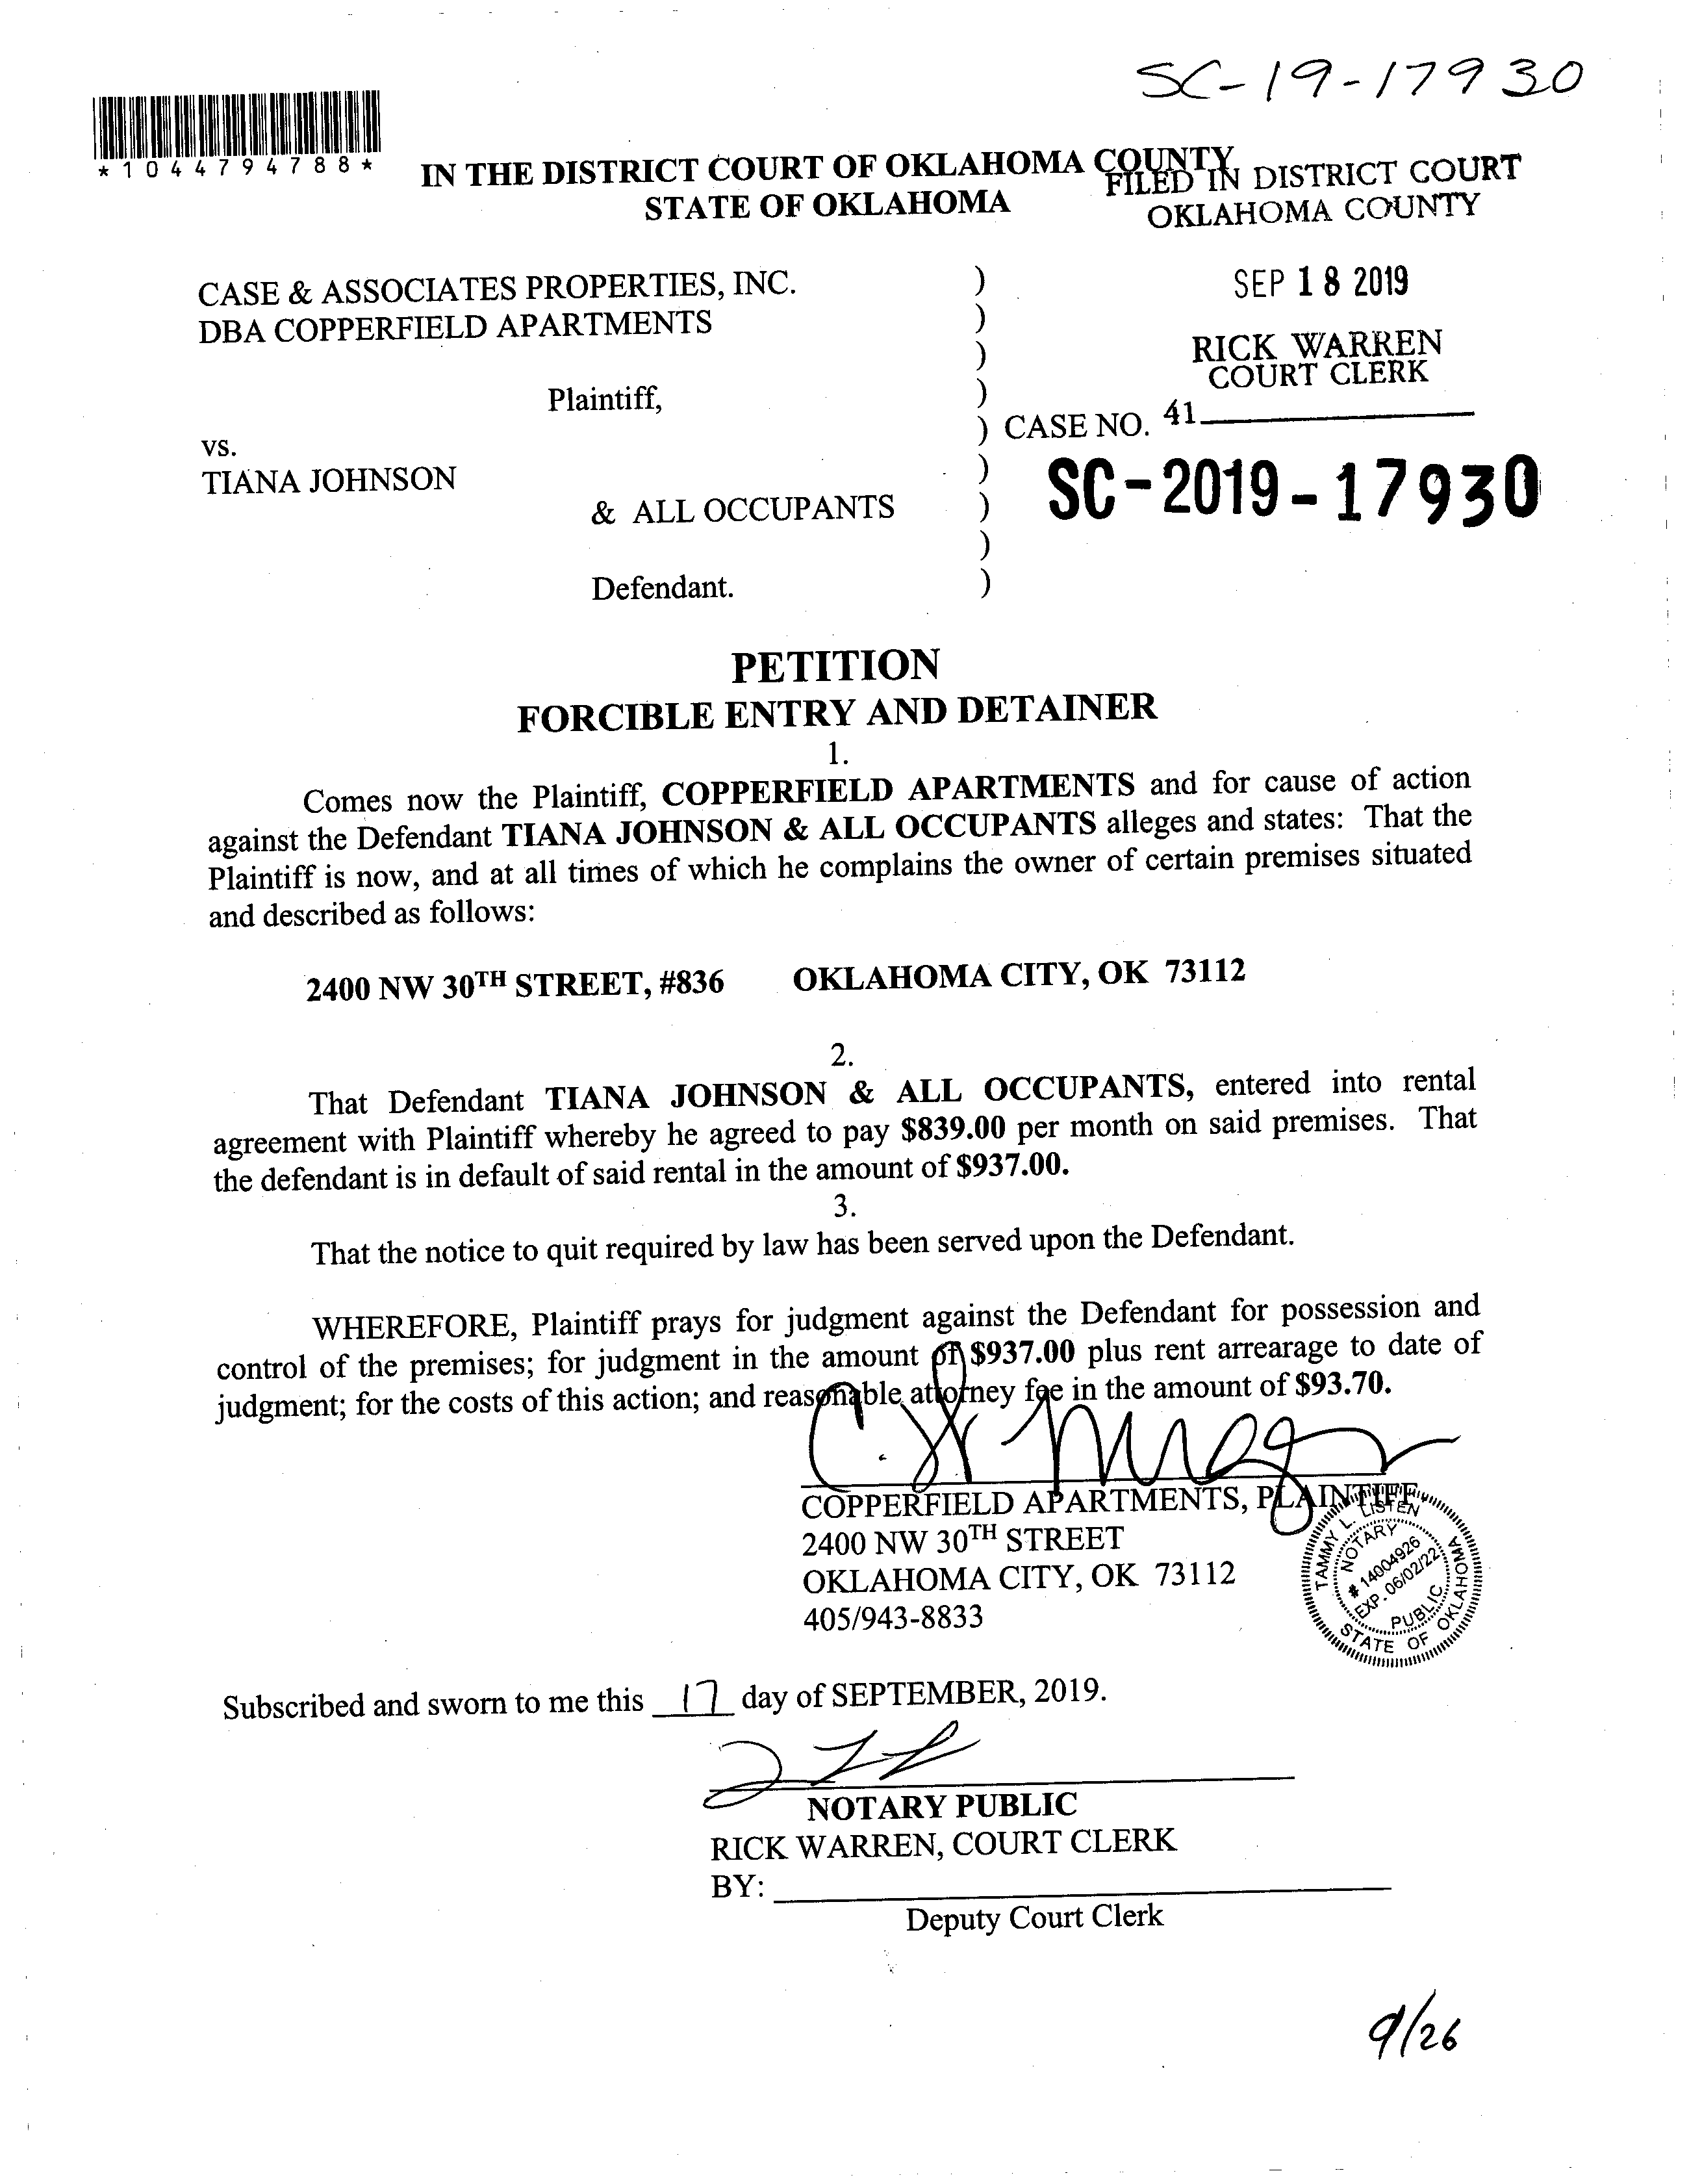 SC-19-17930
*1044794788*
IN THE DISTRICT COURT OF OKLAHOMA COUNTY
STATE OF OKLAHOMA
FILED IN DISTRICT COURT
OKLAHOMA COUNTY
SEP 18 2019
RICK WARREN
COURT CLERK
41
CASE & ASSOCIATES PROPERTIES, INC. )
DBA COPPERFIELD APARTMENTS )
)
Plaintiff, )
) CASE NO.
vs.
TIANA JOHNSON )
& ALL OCCUPANTS )
)
Defendant. )
SC-2019-17930
PETITION
FORCIBLE ENTRY AND DETAINER
1.
Comes now the Plaintiff, COPPERFIELD APARTMENTS and for cause of action
against the Defendant TIANA JOHNSON & ALL OCCUPANTS alleges and states: That the
Plaintiff is now, and at all times of which he complains the owner of certain premises situated
and described as follows:
2400 NW 30TH STREET, #836 OKLAHOMA CITY, OK 73112
2.
That Defendant TIANA JOHNSON & ALL OCCUPANTS, entered into rental
agreement with Plaintiff whereby he agreed to pay $839.00 per month on said premises. That
the defendant is in default of said rental in the amount of $937.00.
3.
That the notice to quit required by law has been served upon the Defendant.
WHEREFORE, Plaintiff prays for judgment against the Defendant for possession and
control of the premises; for judgment in the amount of $937.00 plus rent arrearage to date of
judgment; for the costs of this action; and reasonable attorney fee in the amount of $93.70.
COPPERFIELD APARTMENTS, PLAINTIFF
2400 NW 30TH STREET
OKLAHOMA CITY, OK 73112
405/943-8833
TAMMY L. LISTEN
NOTARY
# 14004926
EXP. 06/02/22
PUBLIC
STATE OF OKLAHOMA
Subscribed and sworn to me this 17 day of SEPTEMBER, 2019.
NOTARY PUBLIC
RICK WARREN, COURT CLERK
BY:
Deputy Court Clerk
9/26